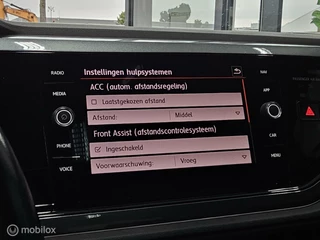 Instellingen hulpsystemen
RADIO
NAV
ACC (autom. afstandsregeling)
MEDIA
APP
Laatstgekozen afstand
Afstand: Middel
Front Assist (afstandscontrolesysteem)
PHONE
CAR
Ingeschakeld
VOICE
MENU
Voorwaarschuwing: Vroeg
© mobilox